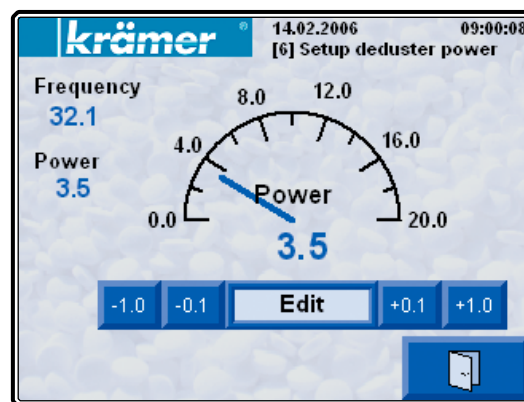 krämer ®
14.02.2006 09:00:08
[6] Setup deduster power
Frequency
32.1
Power
3.5
0.0
4.0
8.0
12.0
16.0
20.0
Power
3.5
-1.0 -0.1 Edit +0.1 +1.0